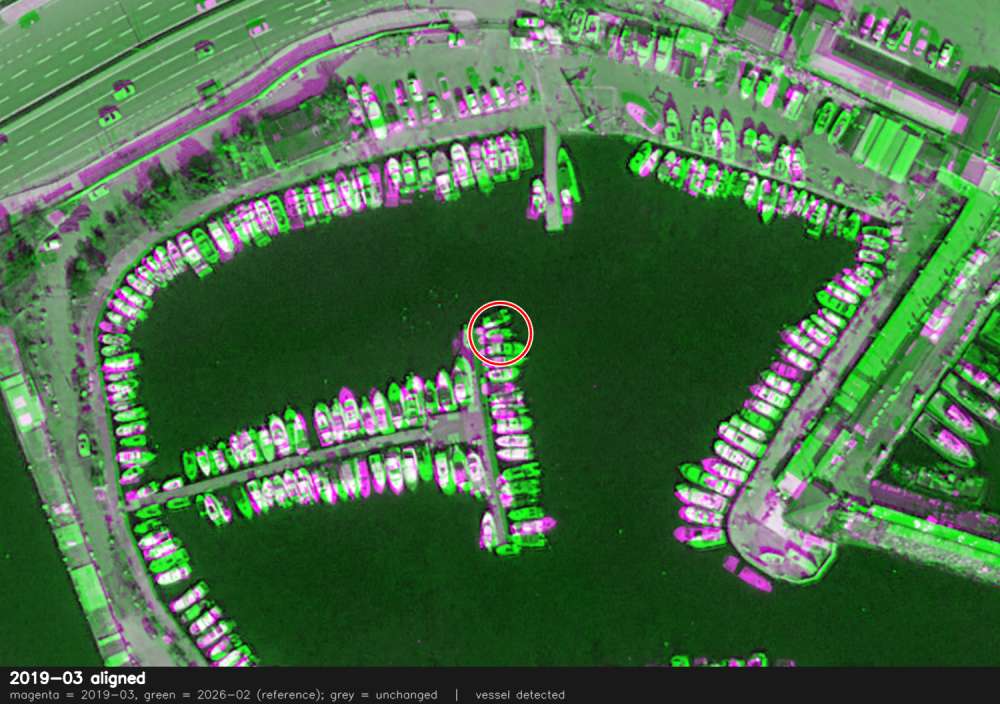 2019-03 aligned
magenta = 2019-03, green = 2026-02 (reference); grey = unchanged | vessel detected